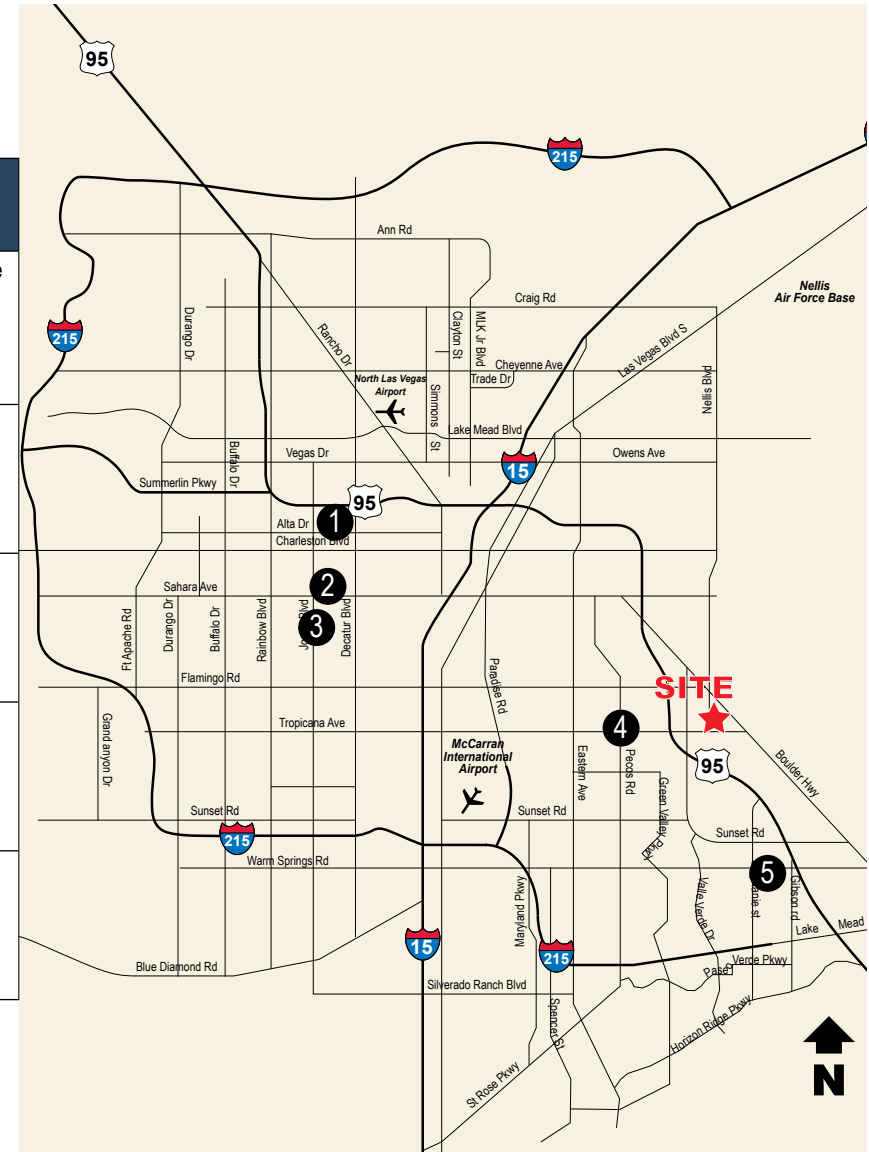 95
215
e
Ann Rd
Nellis
Air Force Base
Craig Rd
215
Durango Dr
Rancho Dr
Clayton St
MLK Jr Blvd
Las Vegas Blvd S
Cheyenne Ave
Trade Dr
North Las Vegas
Airport
Simmons St
Nellis Blvd
Lake Mead Blvd
Buffalo Dr
Vegas Dr
Owens Ave
15
Summerlin Pkwy
95
Alta Dr
1
Charleston Blvd
Sahara Ave
2
Ft Apache Rd
Durango Dr
Buffalo Dr
Rainbow Blvd
3
Decatur Blvd
Flamingo Rd
Paradise Rd
SITE
Grand anyon Dr
Tropicana Ave
4
McCarran
International
Airport
Eastern Ave
Pecos Rd
95
Boulder Hwy
Green Valley Pkwy
Sunset Rd
Sunset Rd
Sunset Rd
215
Warm Springs Rd
5
Maryland Pkwy
Valle Verde Dr
anie st
Gibson rd
Lake Mead
15
215
Verde Pkwy
Blue Diamond Rd
Paseo
Silverado Ranch Blvd
Spencer St
Horizon Ridge Pkwy
St Rose Pkwy
N